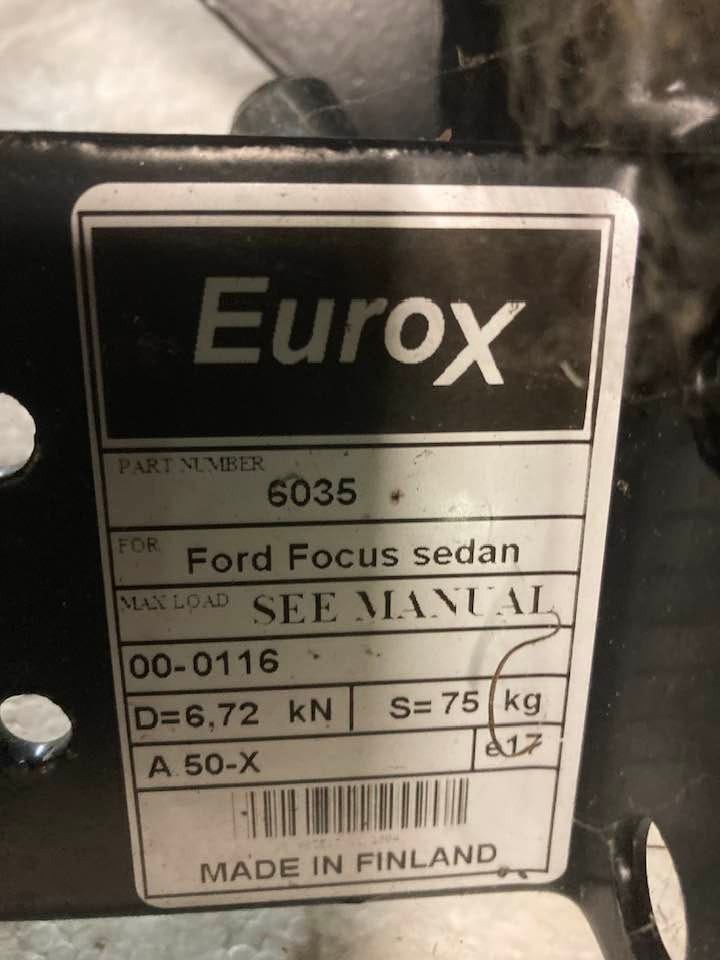 Eurox
PART NUMBER
6035
FOR Ford Focus sedan
MAX LOAD SEE MANUAL
00-0116
D=6,72 kN S= 75 kg
A 50-X e17
MADE IN FINLAND